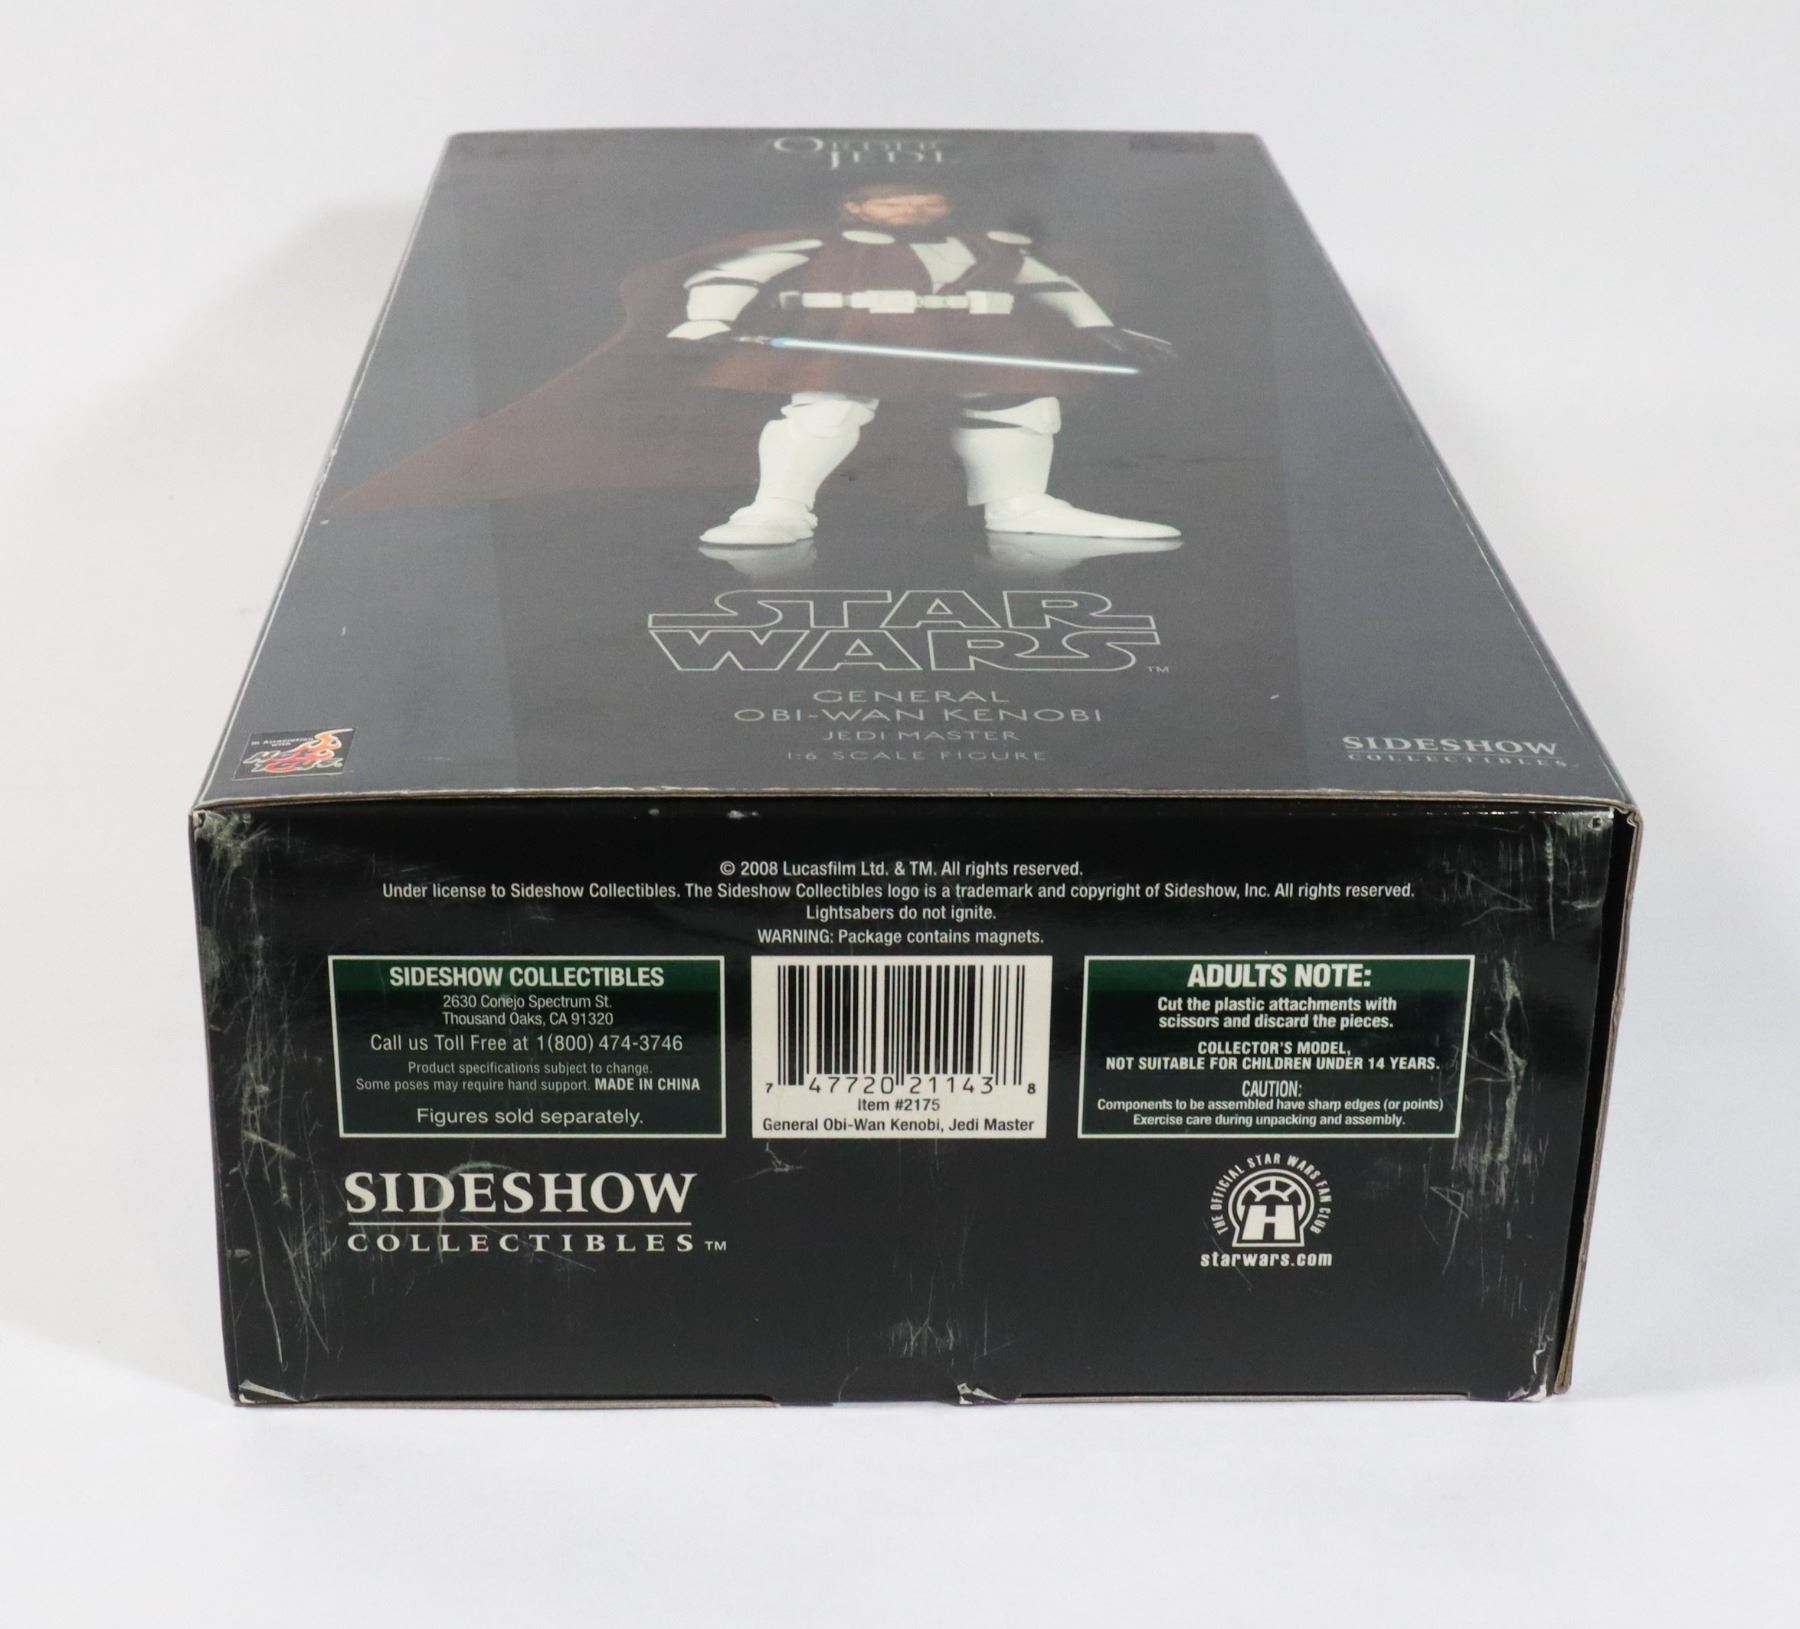 ORDER
JEDI
STAR
WARS™
GENERAL
OBI-WAN KENOBI
JEDI MASTER
1:6 SCALE FIGURE
In Association
with
HOT
TOYS
SIDESHOW
COLLECTIBLES
© 2008 Lucasfilm Ltd. & TM. All rights reserved.
Under license to Sideshow Collectibles. The Sideshow Collectibles logo is a trademark and copyright of Sideshow, Inc. All rights reserved.
Lightsabers do not ignite.
WARNING: Package contains magnets.
SIDESHOW COLLECTIBLES
2630 Conejo Spectrum St.
Thousand Oaks, CA 91320
Call us Toll Free at 1(800) 474-3746
Product specifications subject to change.
Some poses may require hand support. MADE IN CHINA
Figures sold separately.
7 47720 21143 8
Item #2175
General Obi-Wan Kenobi, Jedi Master
ADULTS NOTE:
Cut the plastic attachments with
scissors and discard the pieces.
COLLECTOR'S MODEL,
NOT SUITABLE FOR CHILDREN UNDER 14 YEARS.
CAUTION:
Components to be assembled have sharp edges (or points)
Exercise care during unpacking and assembly.
SIDESHOW
COLLECTIBLES™
THE OFFICIAL STAR WARS FAN CLUB
H
starwars.com